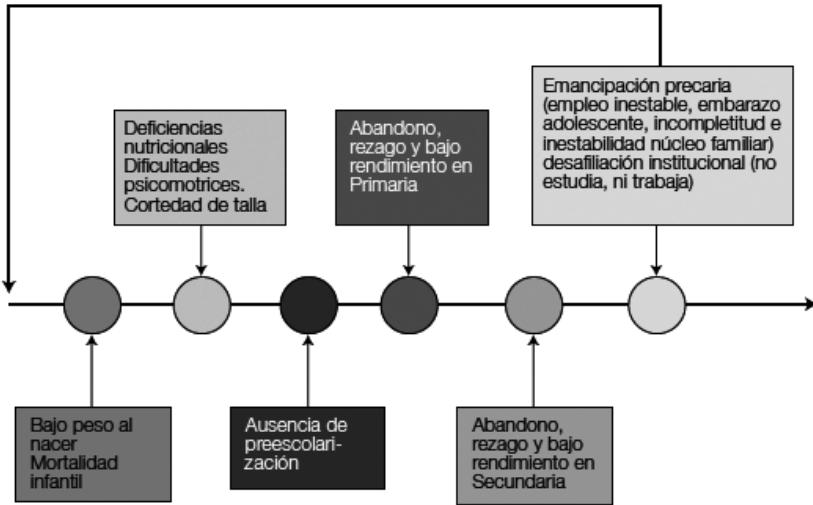 Emancipación precaria
(empleo inestable, embarazo
adolescente, incompletitud e
inestabilidad núcleo familiar)
desafiliación institucional (no
estudia, ni trabaja)
Deficiencias
nutricionales
Dificultades
psicomotrices.
Cortedad de talla
Abandono,
rezago y bajo
rendimiento en
Primaria
Bajo peso al
nacer
Mortalidad
infantil
Ausencia de
preescolari-
zación
Abandono,
rezago y bajo
rendimiento en
Secundaria